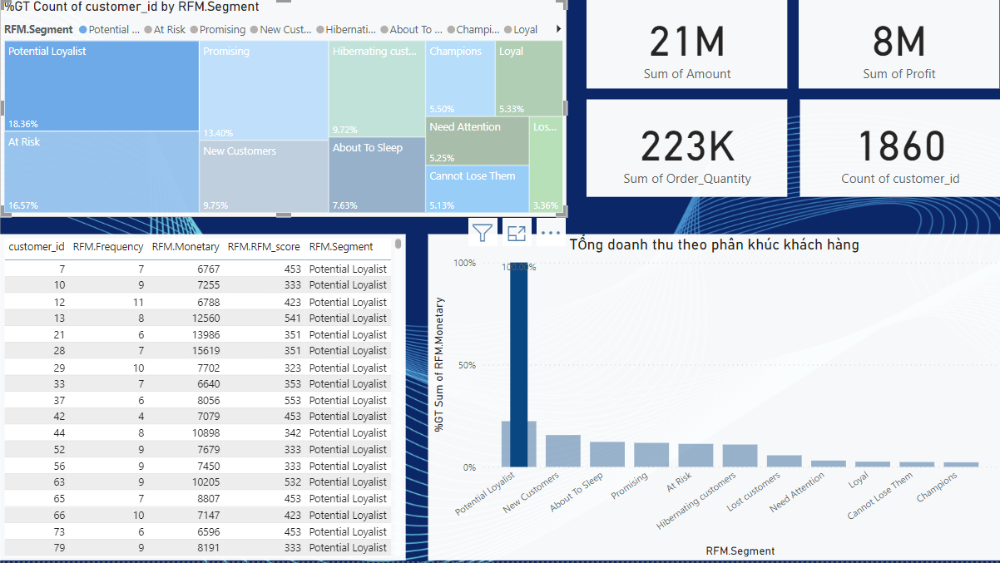 %GT Count of customer_id by RFM.Segment
RFM.Segment Potential ... At Risk Promising New Cust... Hibernati... About To ... Champi... Loyal
Potential Loyalist
18.36%
At Risk
16.57%
Promising
13.40%
New Customers
9.75%
Hibernating cust...
9.72%
About To Sleep
7.63%
Champions
5.50%
Loyal
5.33%
Need Attention
5.25%
Cannot Lose Them
5.13%
Los...
3.36%
21M
Sum of Amount
8M
Sum of Profit
223K
Sum of Order_Quantity
1860
Count of customer_id
customer_id RFM.Frequency RFM.Monetary RFM.RFM_score RFM.Segment
7 7 6767 453 Potential Loyalist
10 9 7255 333 Potential Loyalist
12 11 6788 423 Potential Loyalist
13 8 12560 541 Potential Loyalist
21 6 13986 351 Potential Loyalist
28 7 15619 351 Potential Loyalist
29 10 7702 323 Potential Loyalist
33 7 6640 353 Potential Loyalist
37 6 8056 553 Potential Loyalist
42 4 7079 453 Potential Loyalist
44 8 10898 342 Potential Loyalist
52 9 7679 333 Potential Loyalist
56 9 7450 333 Potential Loyalist
63 9 10205 532 Potential Loyalist
65 7 8807 453 Potential Loyalist
66 10 7147 423 Potential Loyalist
73 6 6596 453 Potential Loyalist
79 9 8191 333 Potential Loyalist
Tổng doanh thu theo phân khúc khách hàng
%GT Sum of RFM.Monetary
100%
50%
0%
100.00%
Potential Loyalist
New Customers
About To Sleep
Promising
At Risk
Hibernating customers
Lost customers
Need Attention
Loyal
Cannot Lose Them
Champions
RFM.Segment